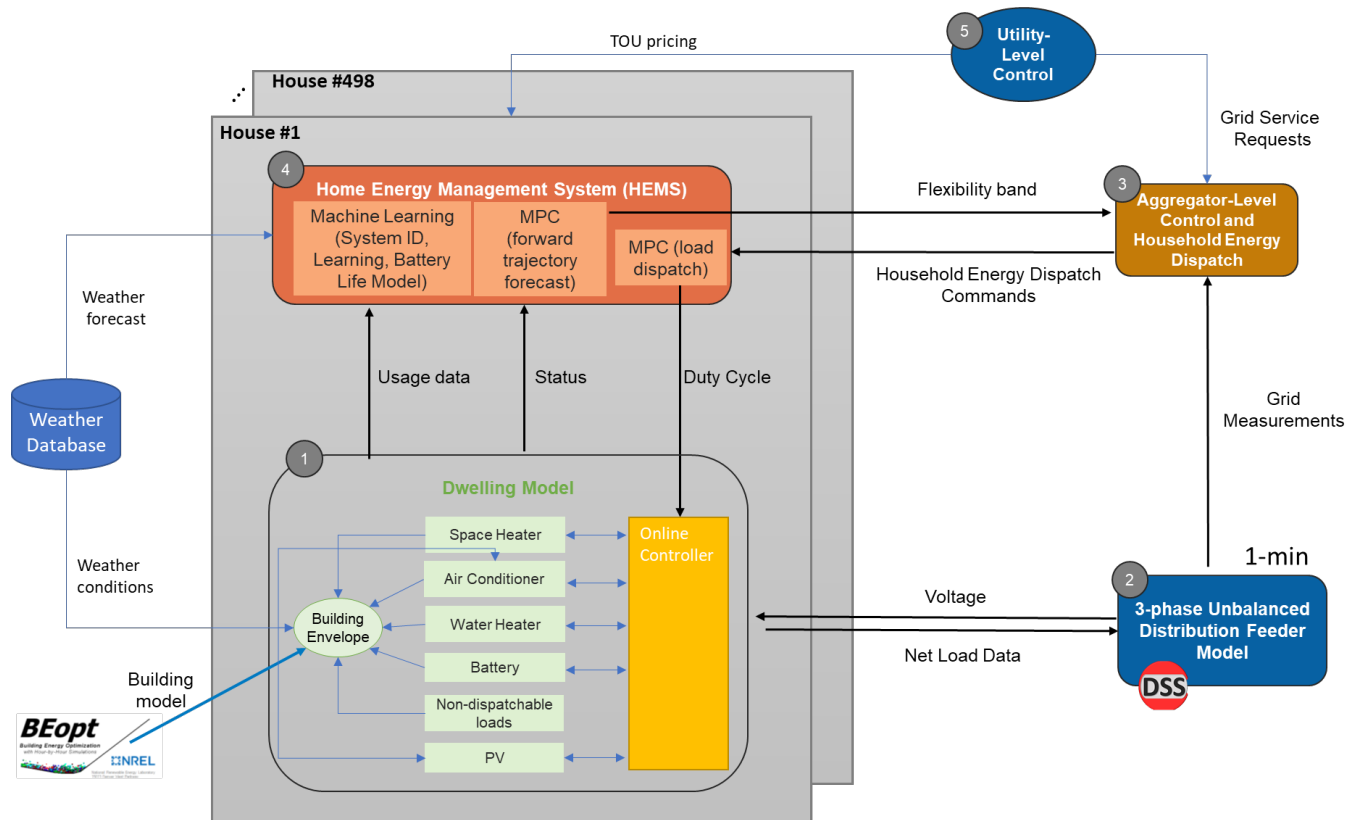 5
Utility-
Level
Control
TOU pricing
House #498
House #1
Grid Service
Requests
4
Home Energy Management System (HEMS)
Machine Learning
(System ID,
Learning, Battery
Life Model)
MPC
(forward
trajectory
forecast)
MPC (load
dispatch)
Flexibility band
3
Aggregator-Level
Control and
Household Energy
Dispatch
Household Energy Dispatch
Commands
Weather
forecast
Usage data
Status
Duty Cycle
Weather
Database
Grid
Measurements
1
Dwelling Model
Space Heater
Air Conditioner
Water Heater
Battery
Non-dispatchable
loads
PV
Online
Controller
Building
Envelope
Weather
conditions
Building
model
BEopt
Building Energy Optimization
with Hour-by-Hour Simulations
NREL
Voltage
Net Load Data
1-min
2
3-phase Unbalanced
Distribution Feeder
Model
DSS